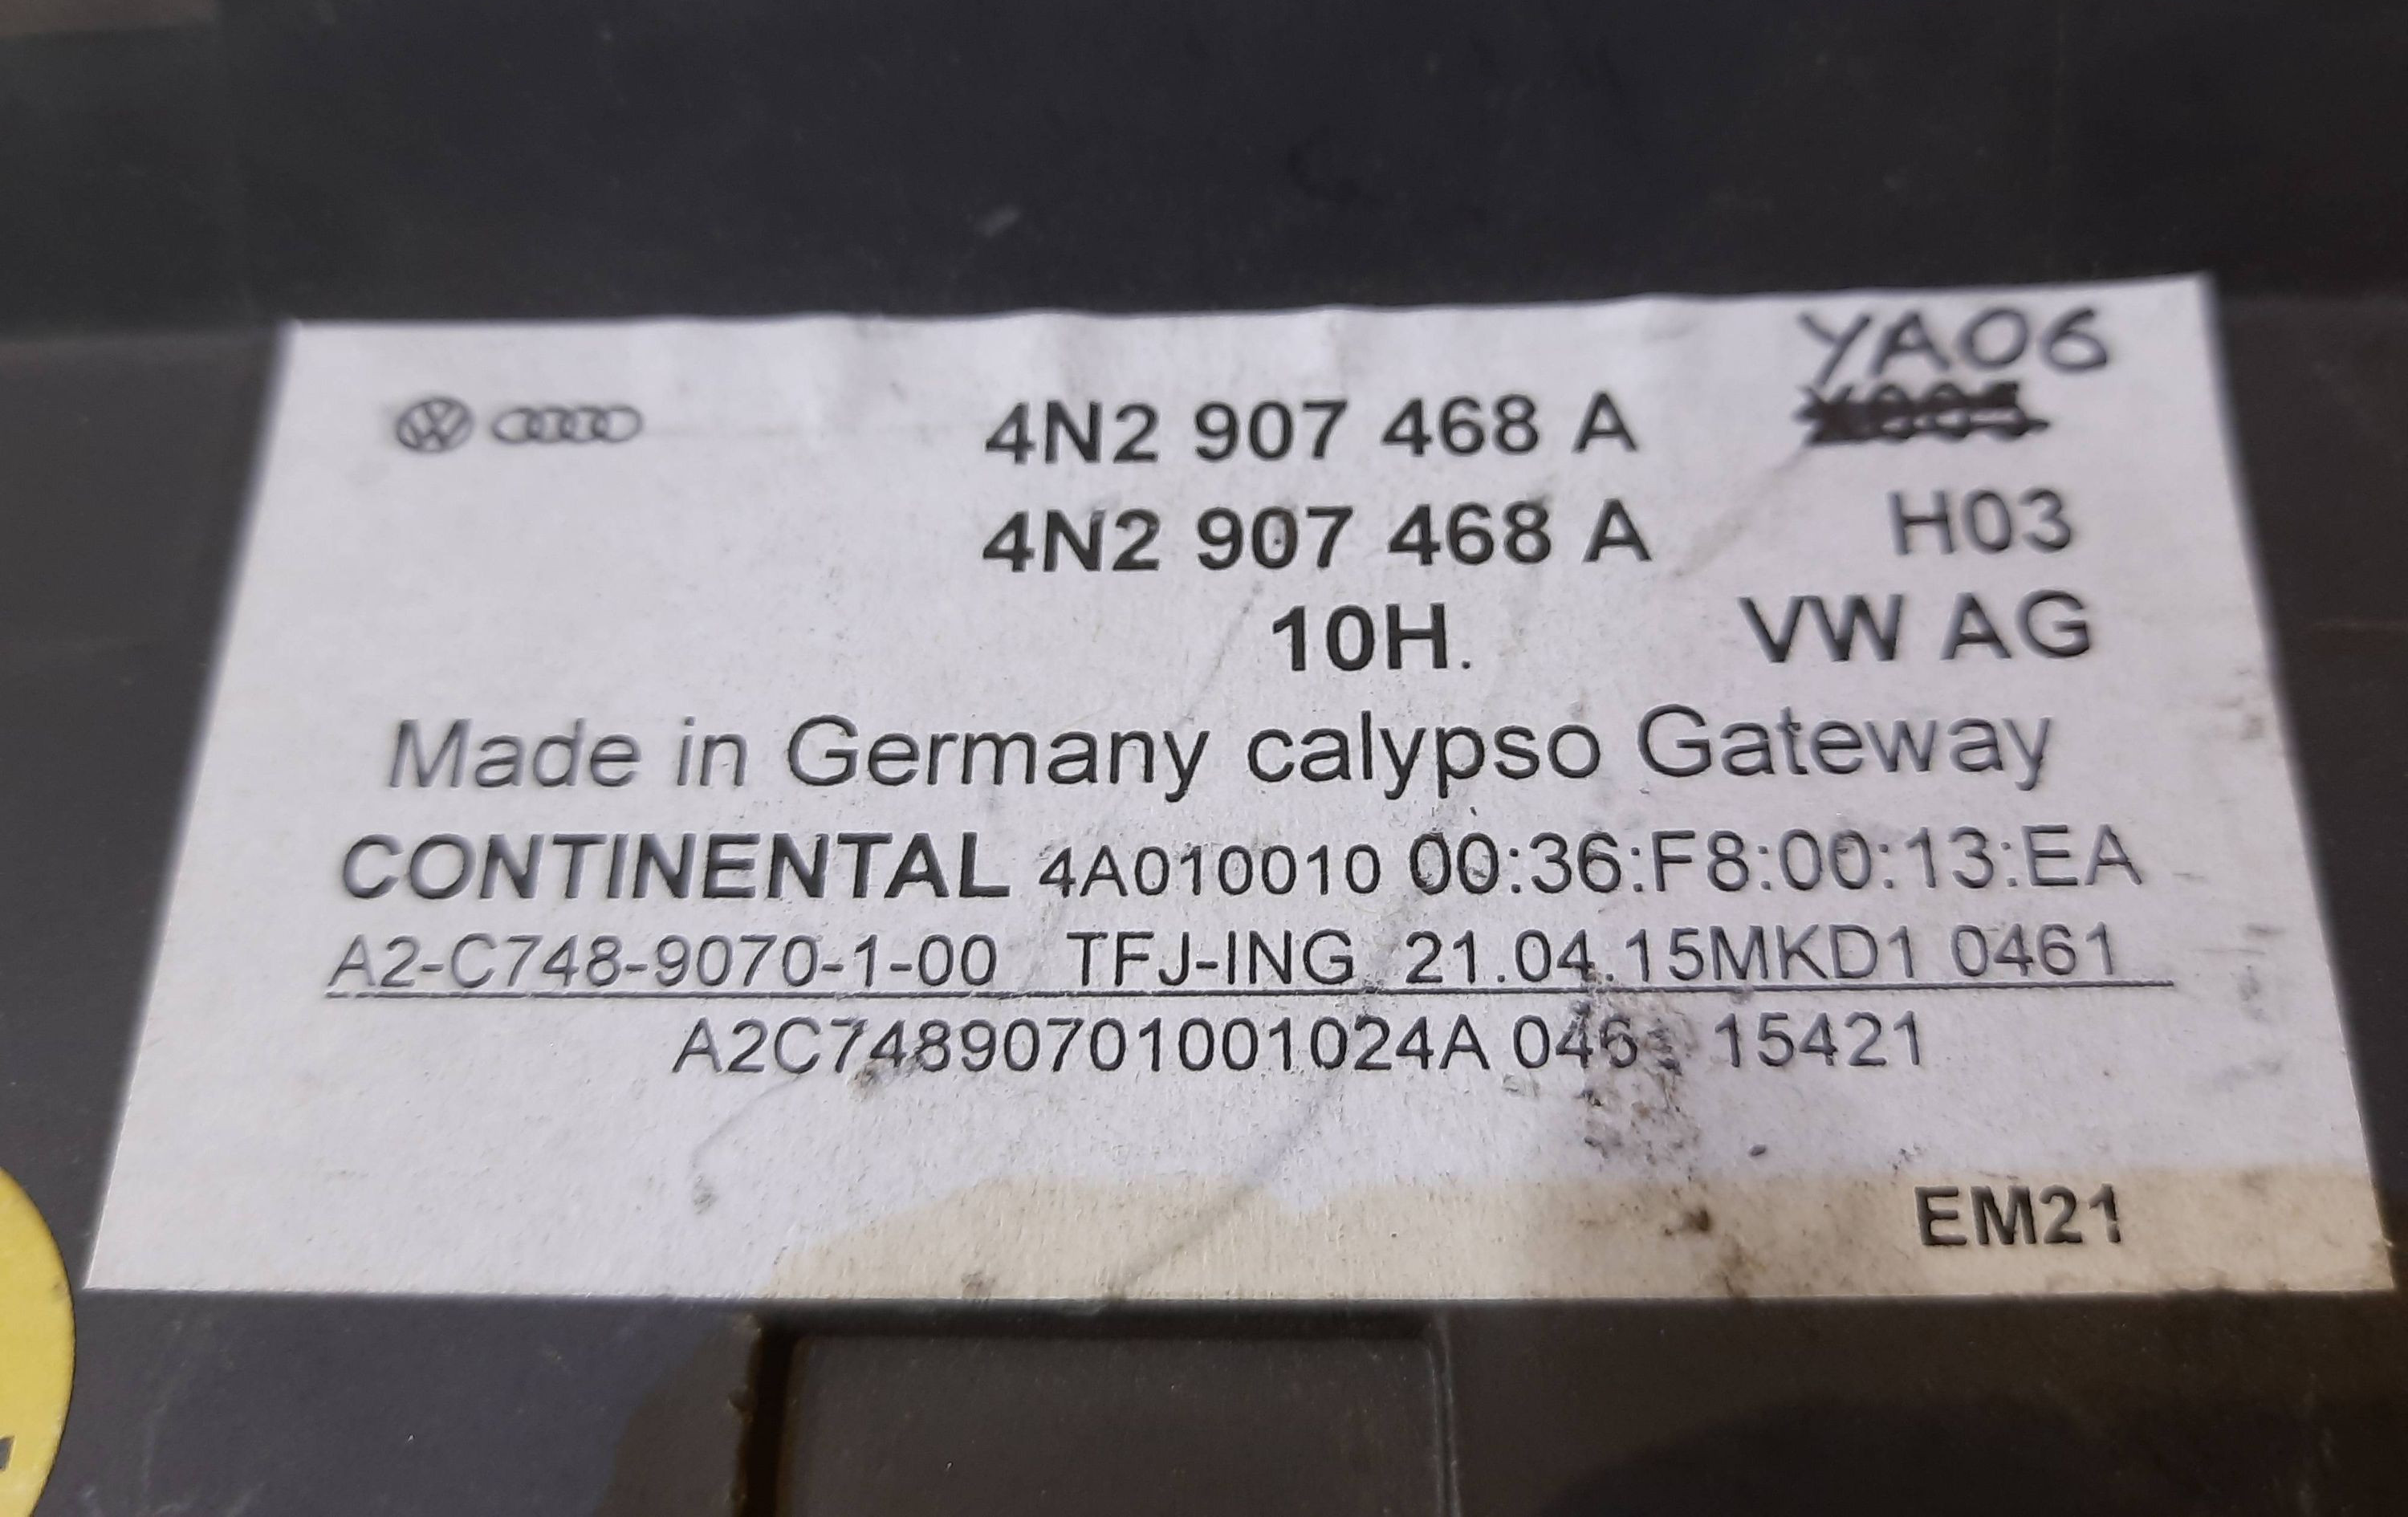 YA06
4N2 907 468 A
4N2 907 468 A H03
10H. VW AG
Made in Germany calypso Gateway
CONTINENTAL 4A010010 00:36:F8:00:13:EA
A2-C748-9070-1-00 TFJ-ING 21.04.15MKD1 0461
A2C74890701001024A 15421
EM21